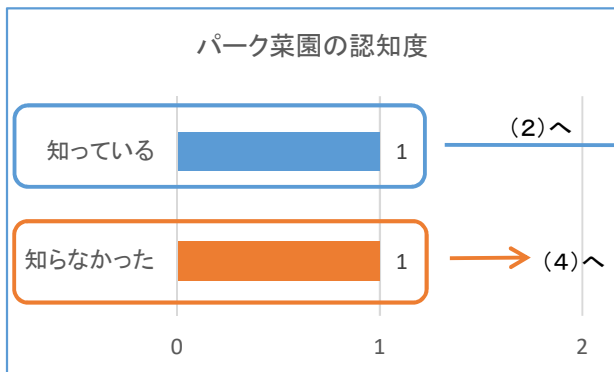 パーク菜園の認知度
知っている
1
(2)へ
知らなかった
1
(4)へ
0
1
2